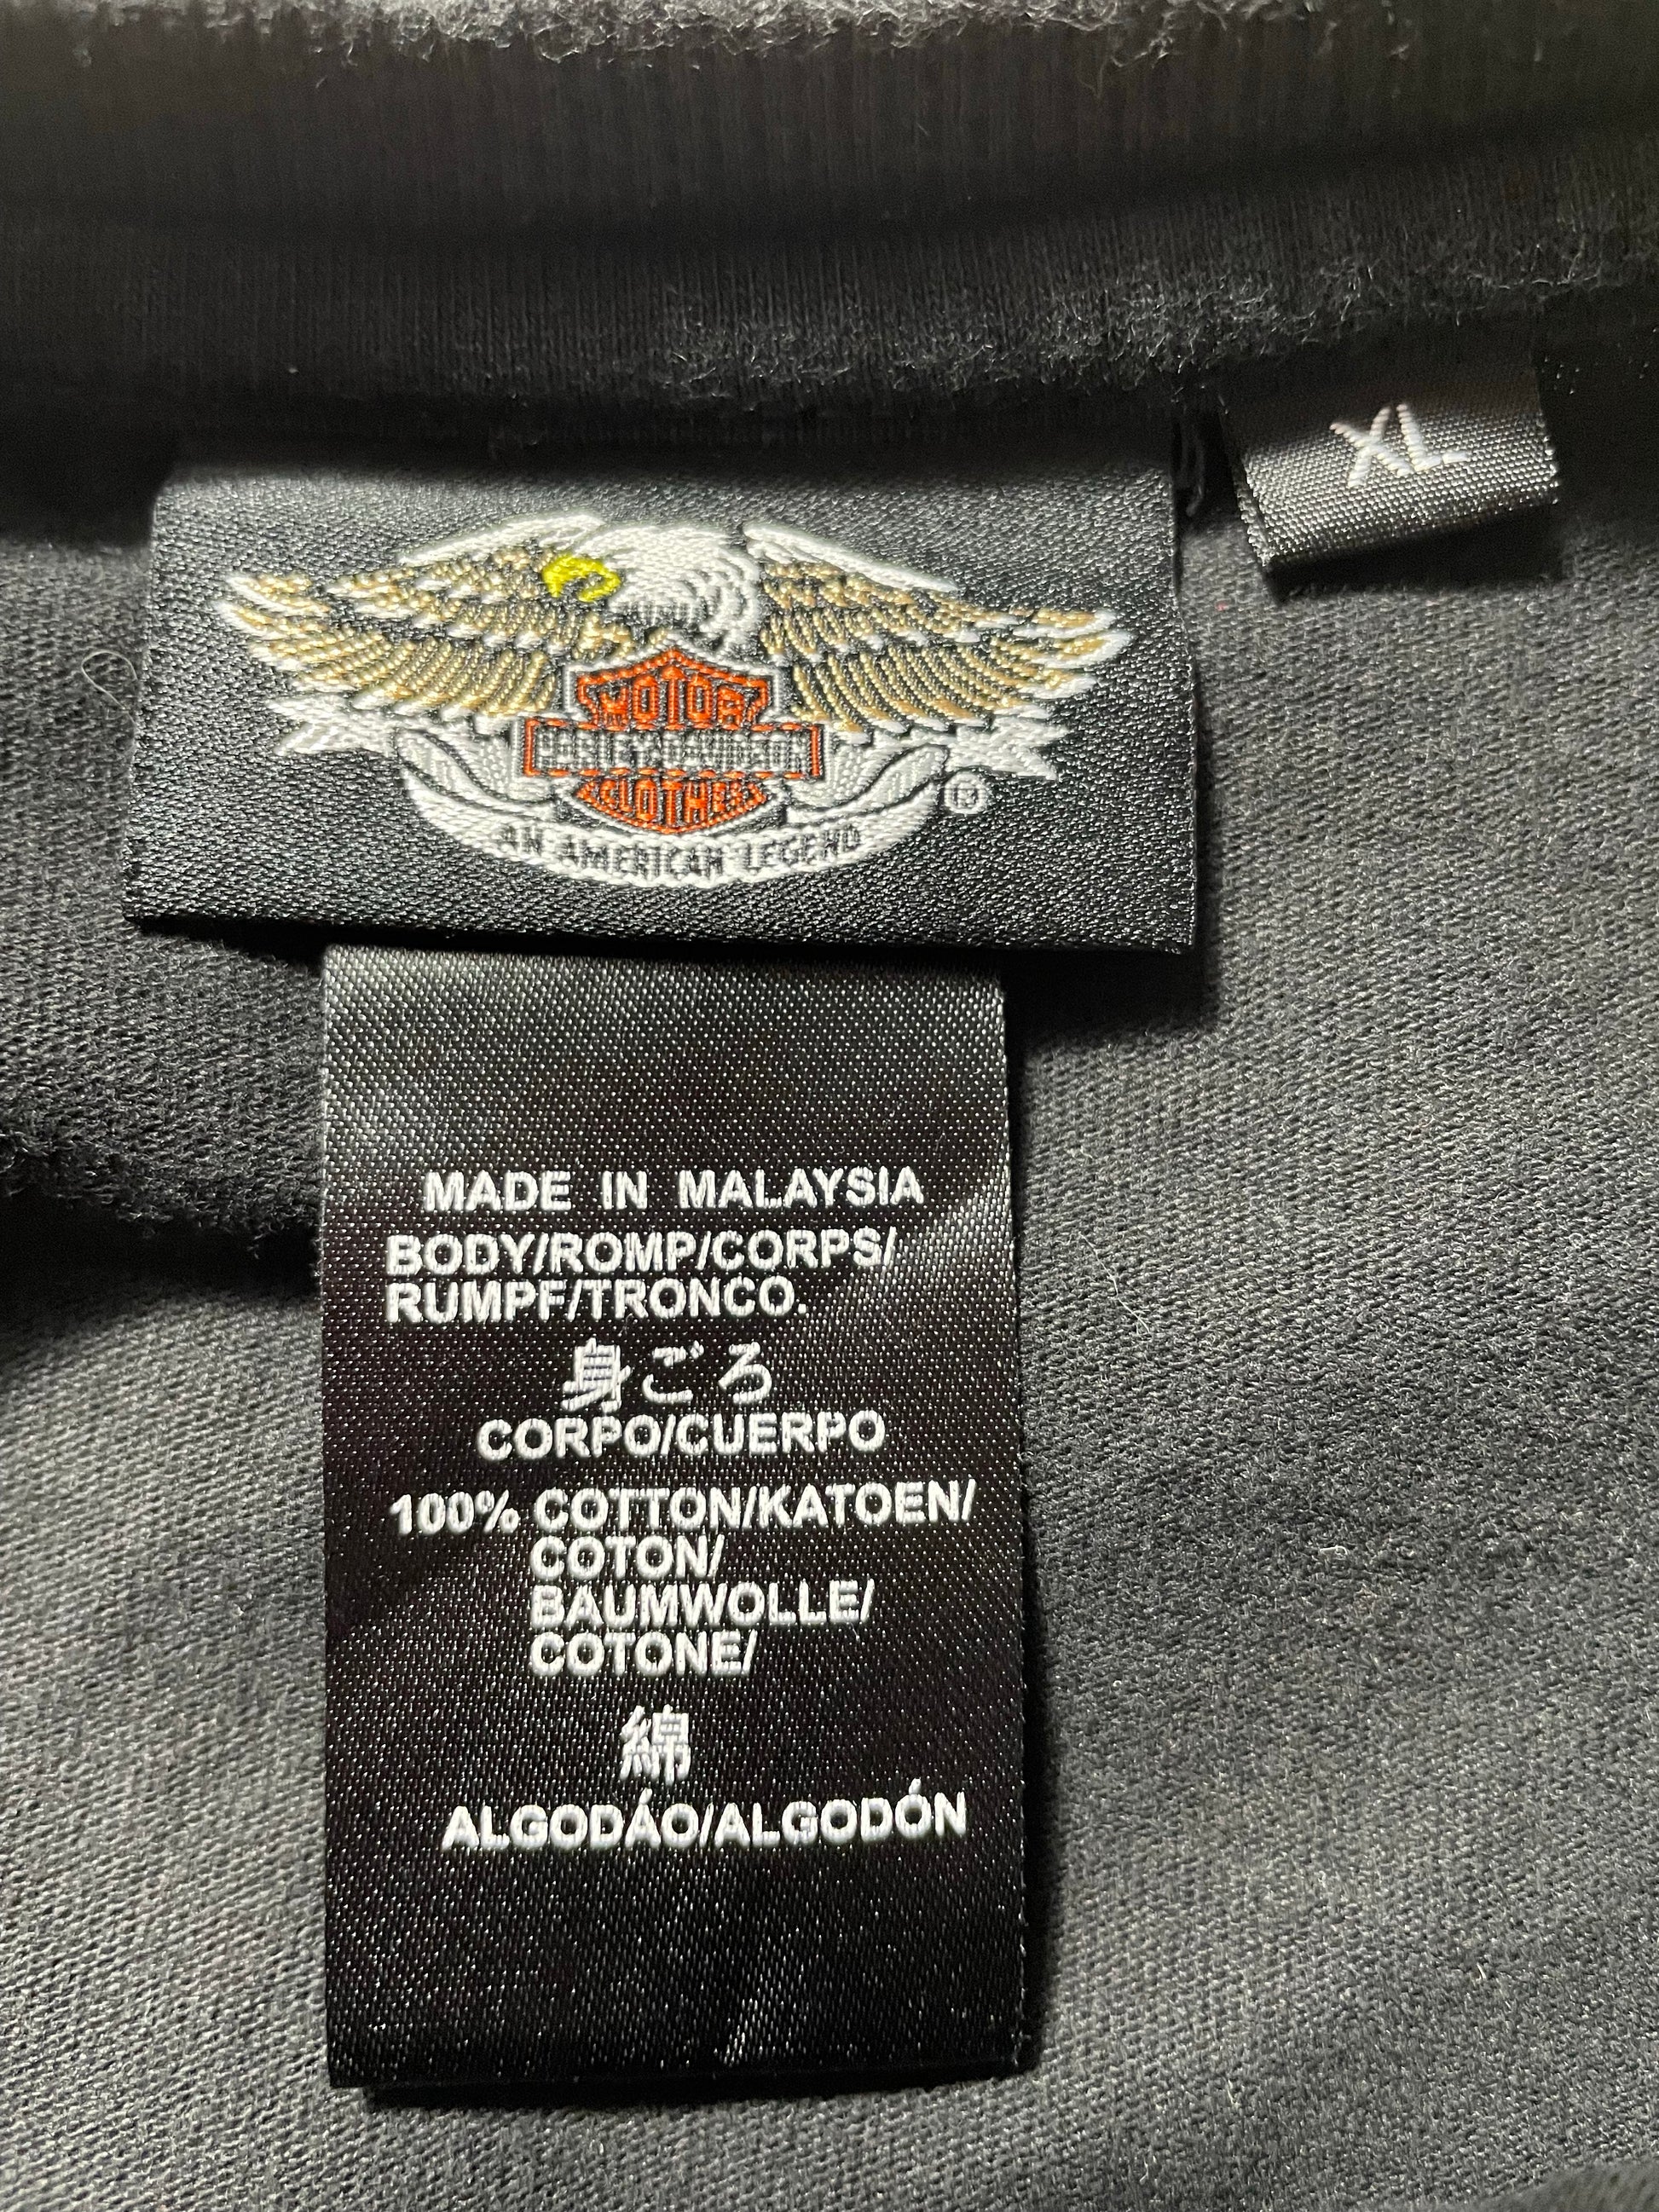 XL
MOTOR
HARLEY-DAVIDSON
CLOTHES
®
AN AMERICAN LEGEND
MADE IN MALAYSIA
BODY/ROMP/CORPS/
RUMPF/TRONCO.
身ごろ
CORPO/CUERPO
100% COTTON/KATOEN/
COTON/
BAUMWOLLE/
COTONE/
綿
ALGODÁO/ALGODÓN